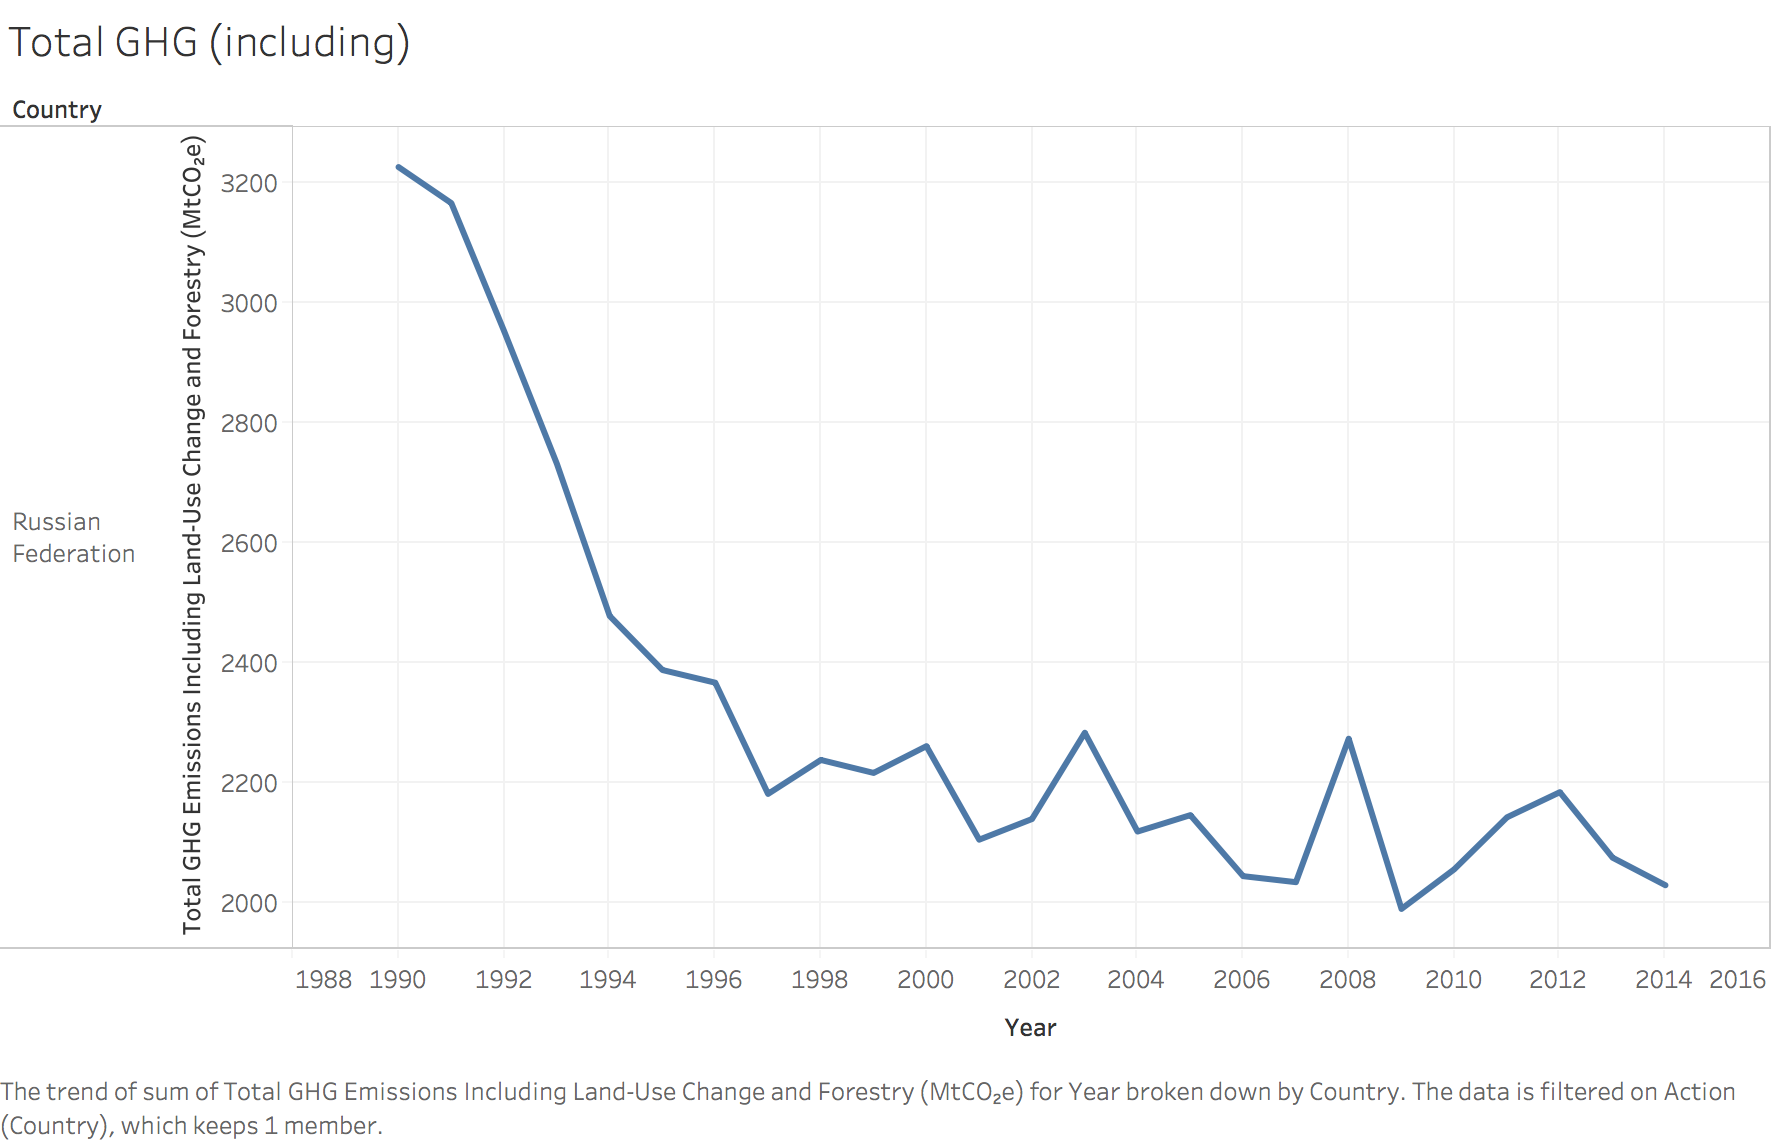 Total GHG (including)
Country
Russian
Federation
Total GHG Emissions Including Land-Use Change and Forestry (MtCO₂e)
3200
3000
2800
2600
2400
2200
2000
1988 1990 1992 1994 1996 1998 2000 2002 2004 2006 2008 2010 2012 2014 2016
Year
The trend of sum of Total GHG Emissions Including Land-Use Change and Forestry (MtCO₂e) for Year broken down by Country. The data is filtered on Action
(Country), which keeps 1 member.